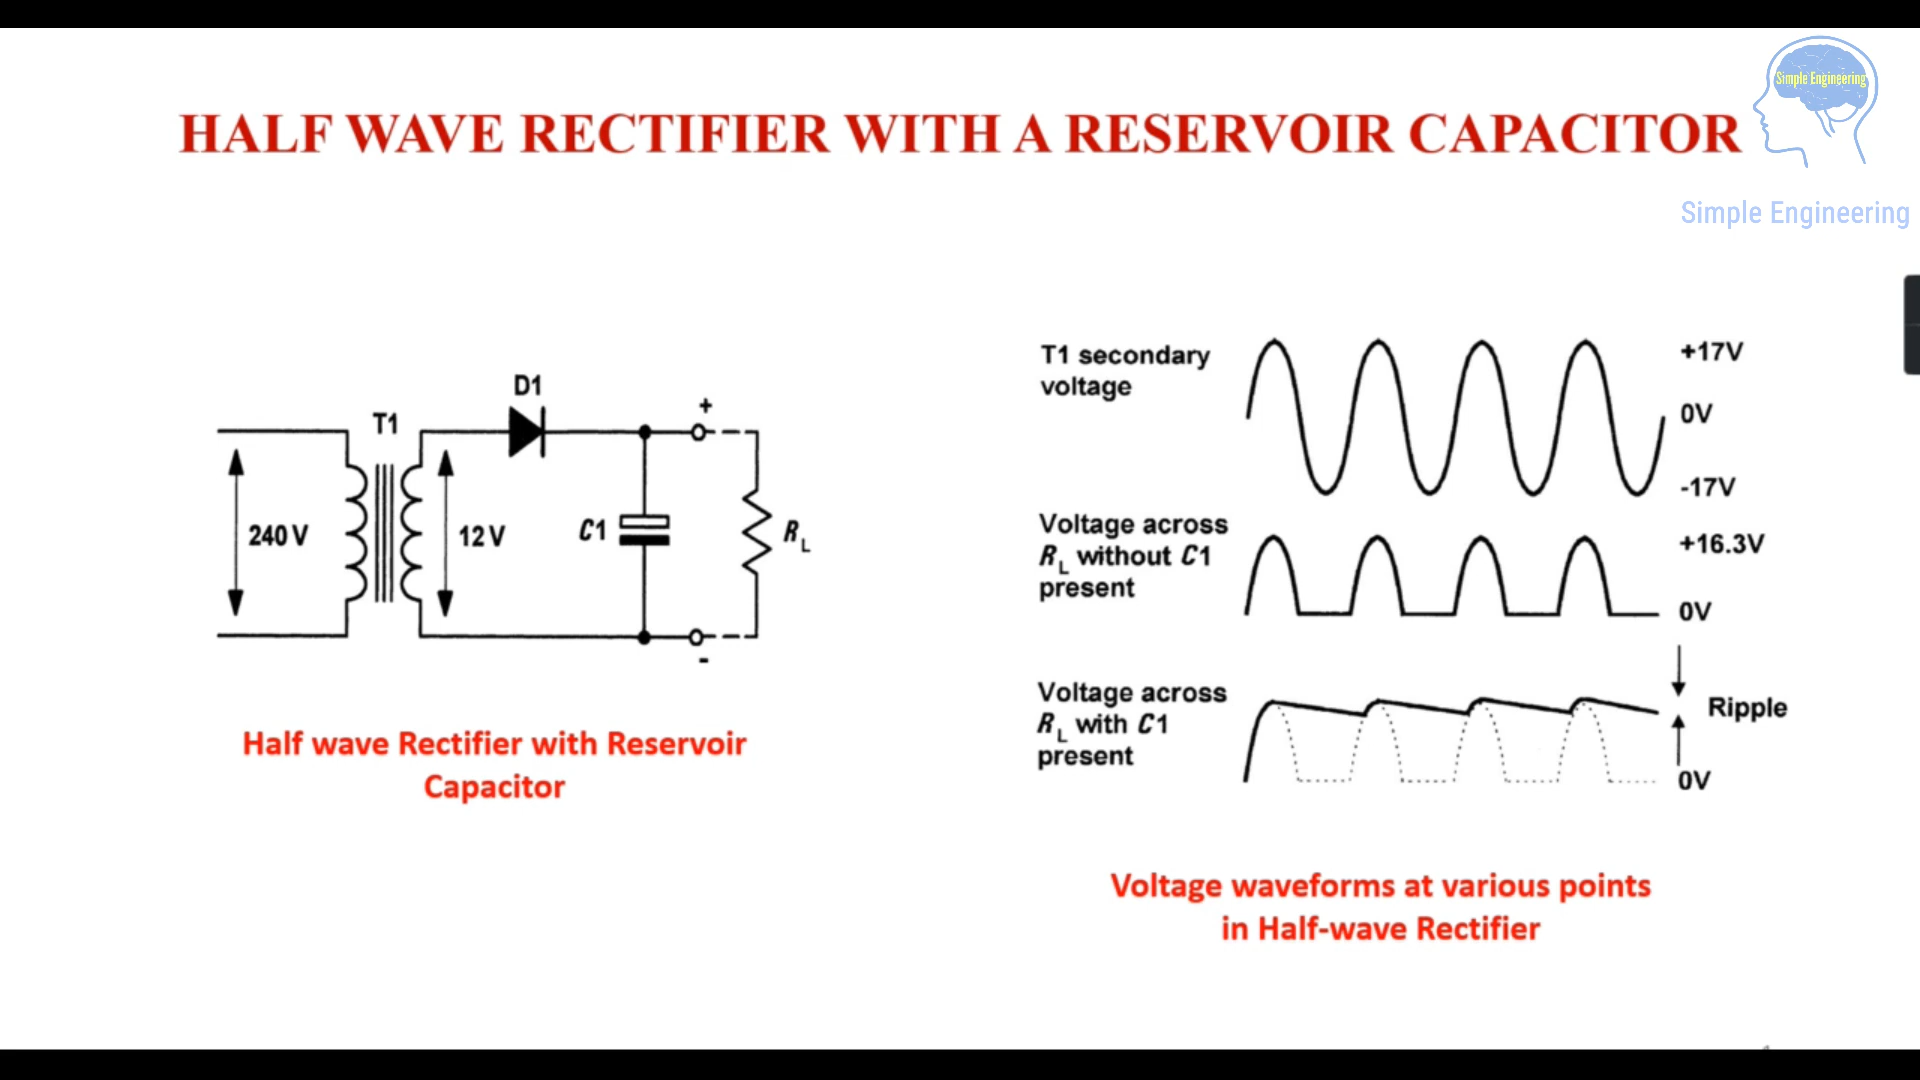 Simple Engineering
HALF WAVE RECTIFIER WITH A RESERVOIR CAPACITOR
Simple Engineering
D1
T1
+
240 V
12 V
C1
RL
-
Half wave Rectifier with Reservoir
Capacitor
T1 secondary
voltage
+17V
0V
-17V
Voltage across
RL without C1
present
+16.3V
0V
Voltage across
RL with C1
present
Ripple
0V
Voltage waveforms at various points
in Half-wave Rectifier